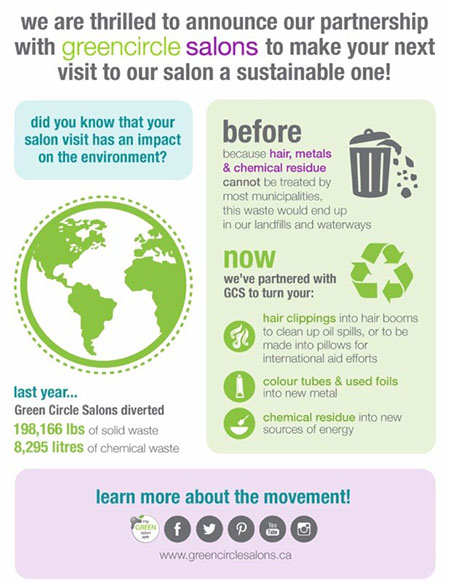 we are thrilled to announce our partnership
with greencircle salons to make your next
visit to our salon a sustainable one!
did you know that your
salon visit has an impact
on the environment?
before
because hair, metals
& chemical residue
cannot be treated by
most municipalities,
this waste would end up
in our landfills and waterways
now
we've partnered with
GCS to turn your:
hair clippings into hair booms
to clean up oil spills, or to be
made into pillows for
international aid efforts
colour tubes & used foils
into new metal
chemical residue into new
sources of energy
last year...
Green Circle Salons diverted
198,166 lbs of solid waste
8,295 litres of chemical waste
learn more about the movement!
my
GREEN
salon
APP
You
Tube
www.greencirclesalons.ca